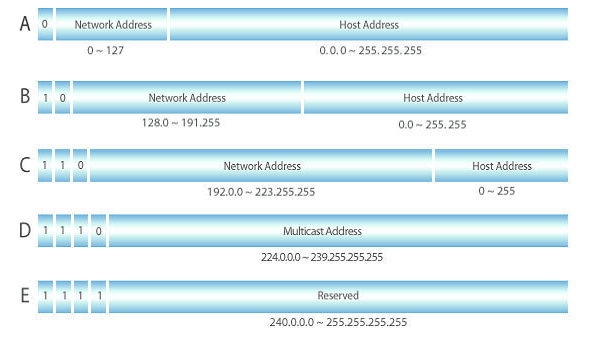 A 0 Network Address Host Address
0 ~ 127 0.0.0 ~ 255.255.255
B 1 0 Network Address Host Address
128.0 ~ 191.255 0.0 ~ 255.255
C 1 1 0 Network Address Host Address
192.0.0 ~ 223.255.255 0 ~ 255
D 1 1 1 0 Multicast Address
224.0.0.0 ~ 239.255.255.255
E 1 1 1 1 Reserved
240.0.0.0 ~ 255.255.255.255